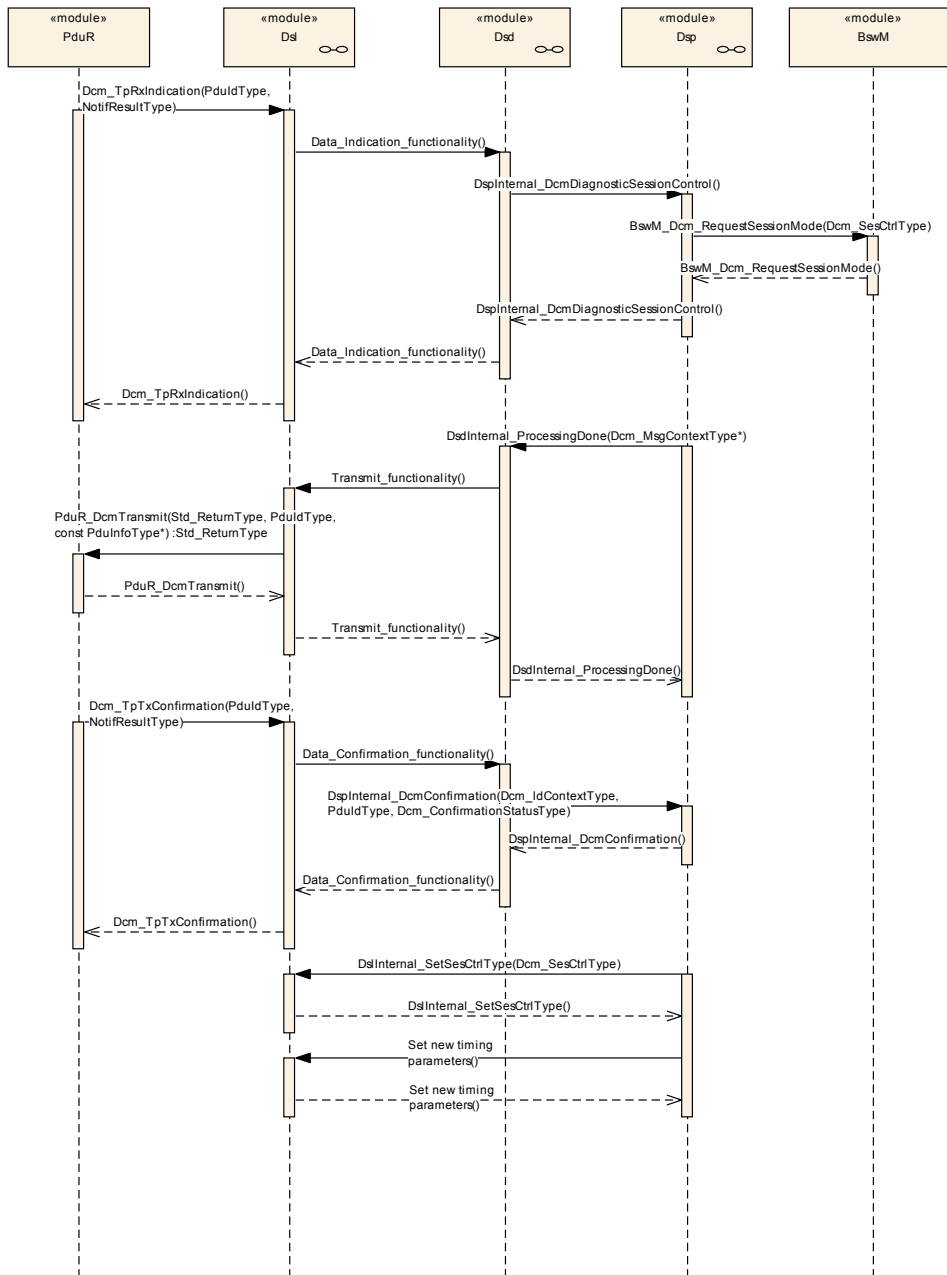 «module»
PduR
«module»
Dsl
«module»
Dsd
«module»
Dsp
«module»
BswM
Dcm_TpRxIndication(PduIdType,
NotifResultType)
Data_Indication_functionality()
DspInternal_DcmDiagnosticSessionControl()
BswM_Dcm_RequestSessionMode(Dcm_SesCtrlType)
BswM_Dcm_RequestSessionMode()
DspInternal_DcmDiagnosticSessionControl()
Data_Indication_functionality()
Dcm_TpRxIndication()
DsdInternal_ProcessingDone(Dcm_MsgContextType*)
Transmit_functionality()
PduR_DcmTransmit(Std_ReturnType, PduIdType,
const PduInfoType*) :Std_ReturnType
PduR_DcmTransmit()
Transmit_functionality()
DsdInternal_ProcessingDone()
Dcm_TpTxConfirmation(PduIdType,
NotifResultType)
Data_Confirmation_functionality()
DspInternal_DcmConfirmation(Dcm_IdContextType,
PduIdType, Dcm_ConfirmationStatusType)
DspInternal_DcmConfirmation()
Data_Confirmation_functionality()
Dcm_TpTxConfirmation()
DslInternal_SetSesCtrlType(Dcm_SesCtrlType)
DslInternal_SetSesCtrlType()
Set new timing
parameters()
Set new timing
parameters()